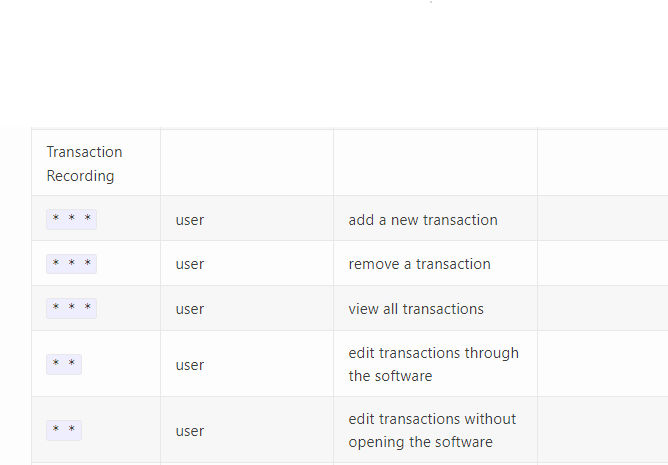 Transaction
Recording
* * * user add a new transaction
* * * user remove a transaction
* * * user view all transactions
* * user edit transactions through
the software
* * user edit transactions without
opening the software